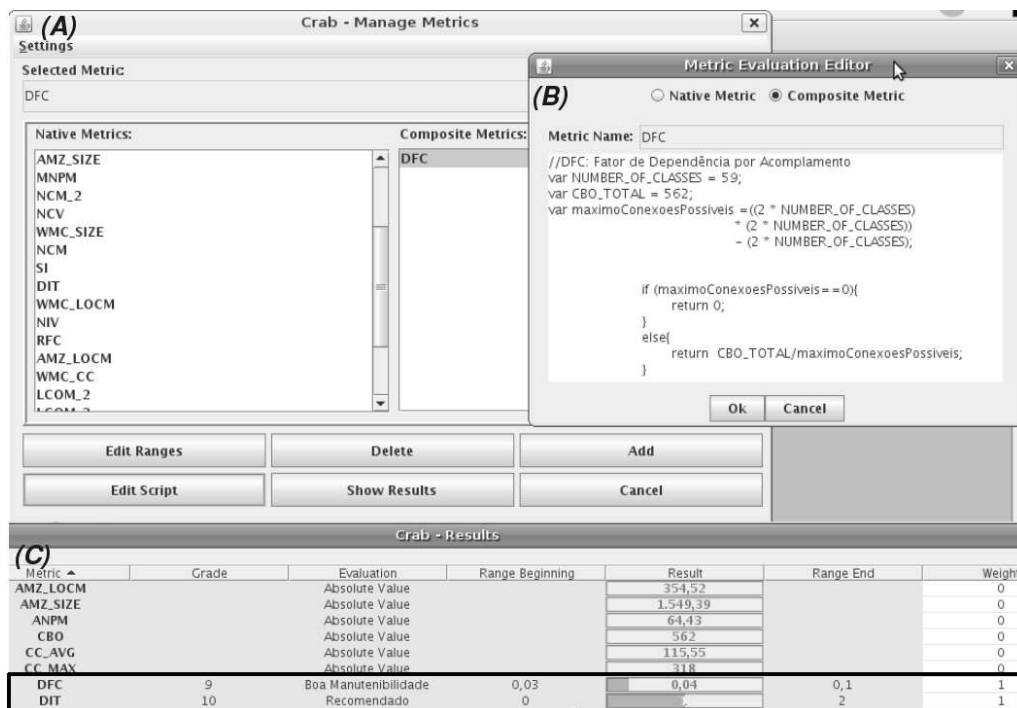 (A)
Crab - Manage Metrics
Settings
Selected Metric:
DFC
Native Metrics:
AMZ_SIZE
MNPM
NCM_2
NCV
WMC_SIZE
NCM
SI
DIT
WMC_LOCM
NIV
RFC
AMZ_LOCM
WMC_CC
LCOM_2
Composite Metrics:
DFC
Edit Ranges Delete Add
Edit Script Show Results Cancel
Metric Evaluation Editor
(B)
Native Metric Composite Metric
Metric Name: DFC
//DFC: Fator de Dependência por Acomplamento
var NUMBER_OF_CLASSES = 59;
var CBO_TOTAL = 562;
var maximoConexoesPossiveis =((2 * NUMBER_OF_CLASSES)
* (2 * NUMBER_OF_CLASSES))
- (2 * NUMBER_OF_CLASSES);
if (maximoConexoesPossiveis==0){
return 0;
}
else{
return CBO_TOTAL/maximoConexoesPossiveis;
}
Ok Cancel
Crab - Results
(C)
Metric Grade Evaluation Range Beginning Result Range End Weigh
AMZ_LOCM Absolute Value 354,52 0
AMZ_SIZE Absolute Value 1.549,39 0
ANPM Absolute Value 64,43 0
CBO Absolute Value 562 0
CC_AVG Absolute Value 115,55 0
CC_MAX Absolute Value 318 0
DFC 9 Boa Manutenibilidade 0,03 0,04 0,1 1
DIT 10 Recomendado 0 2 1